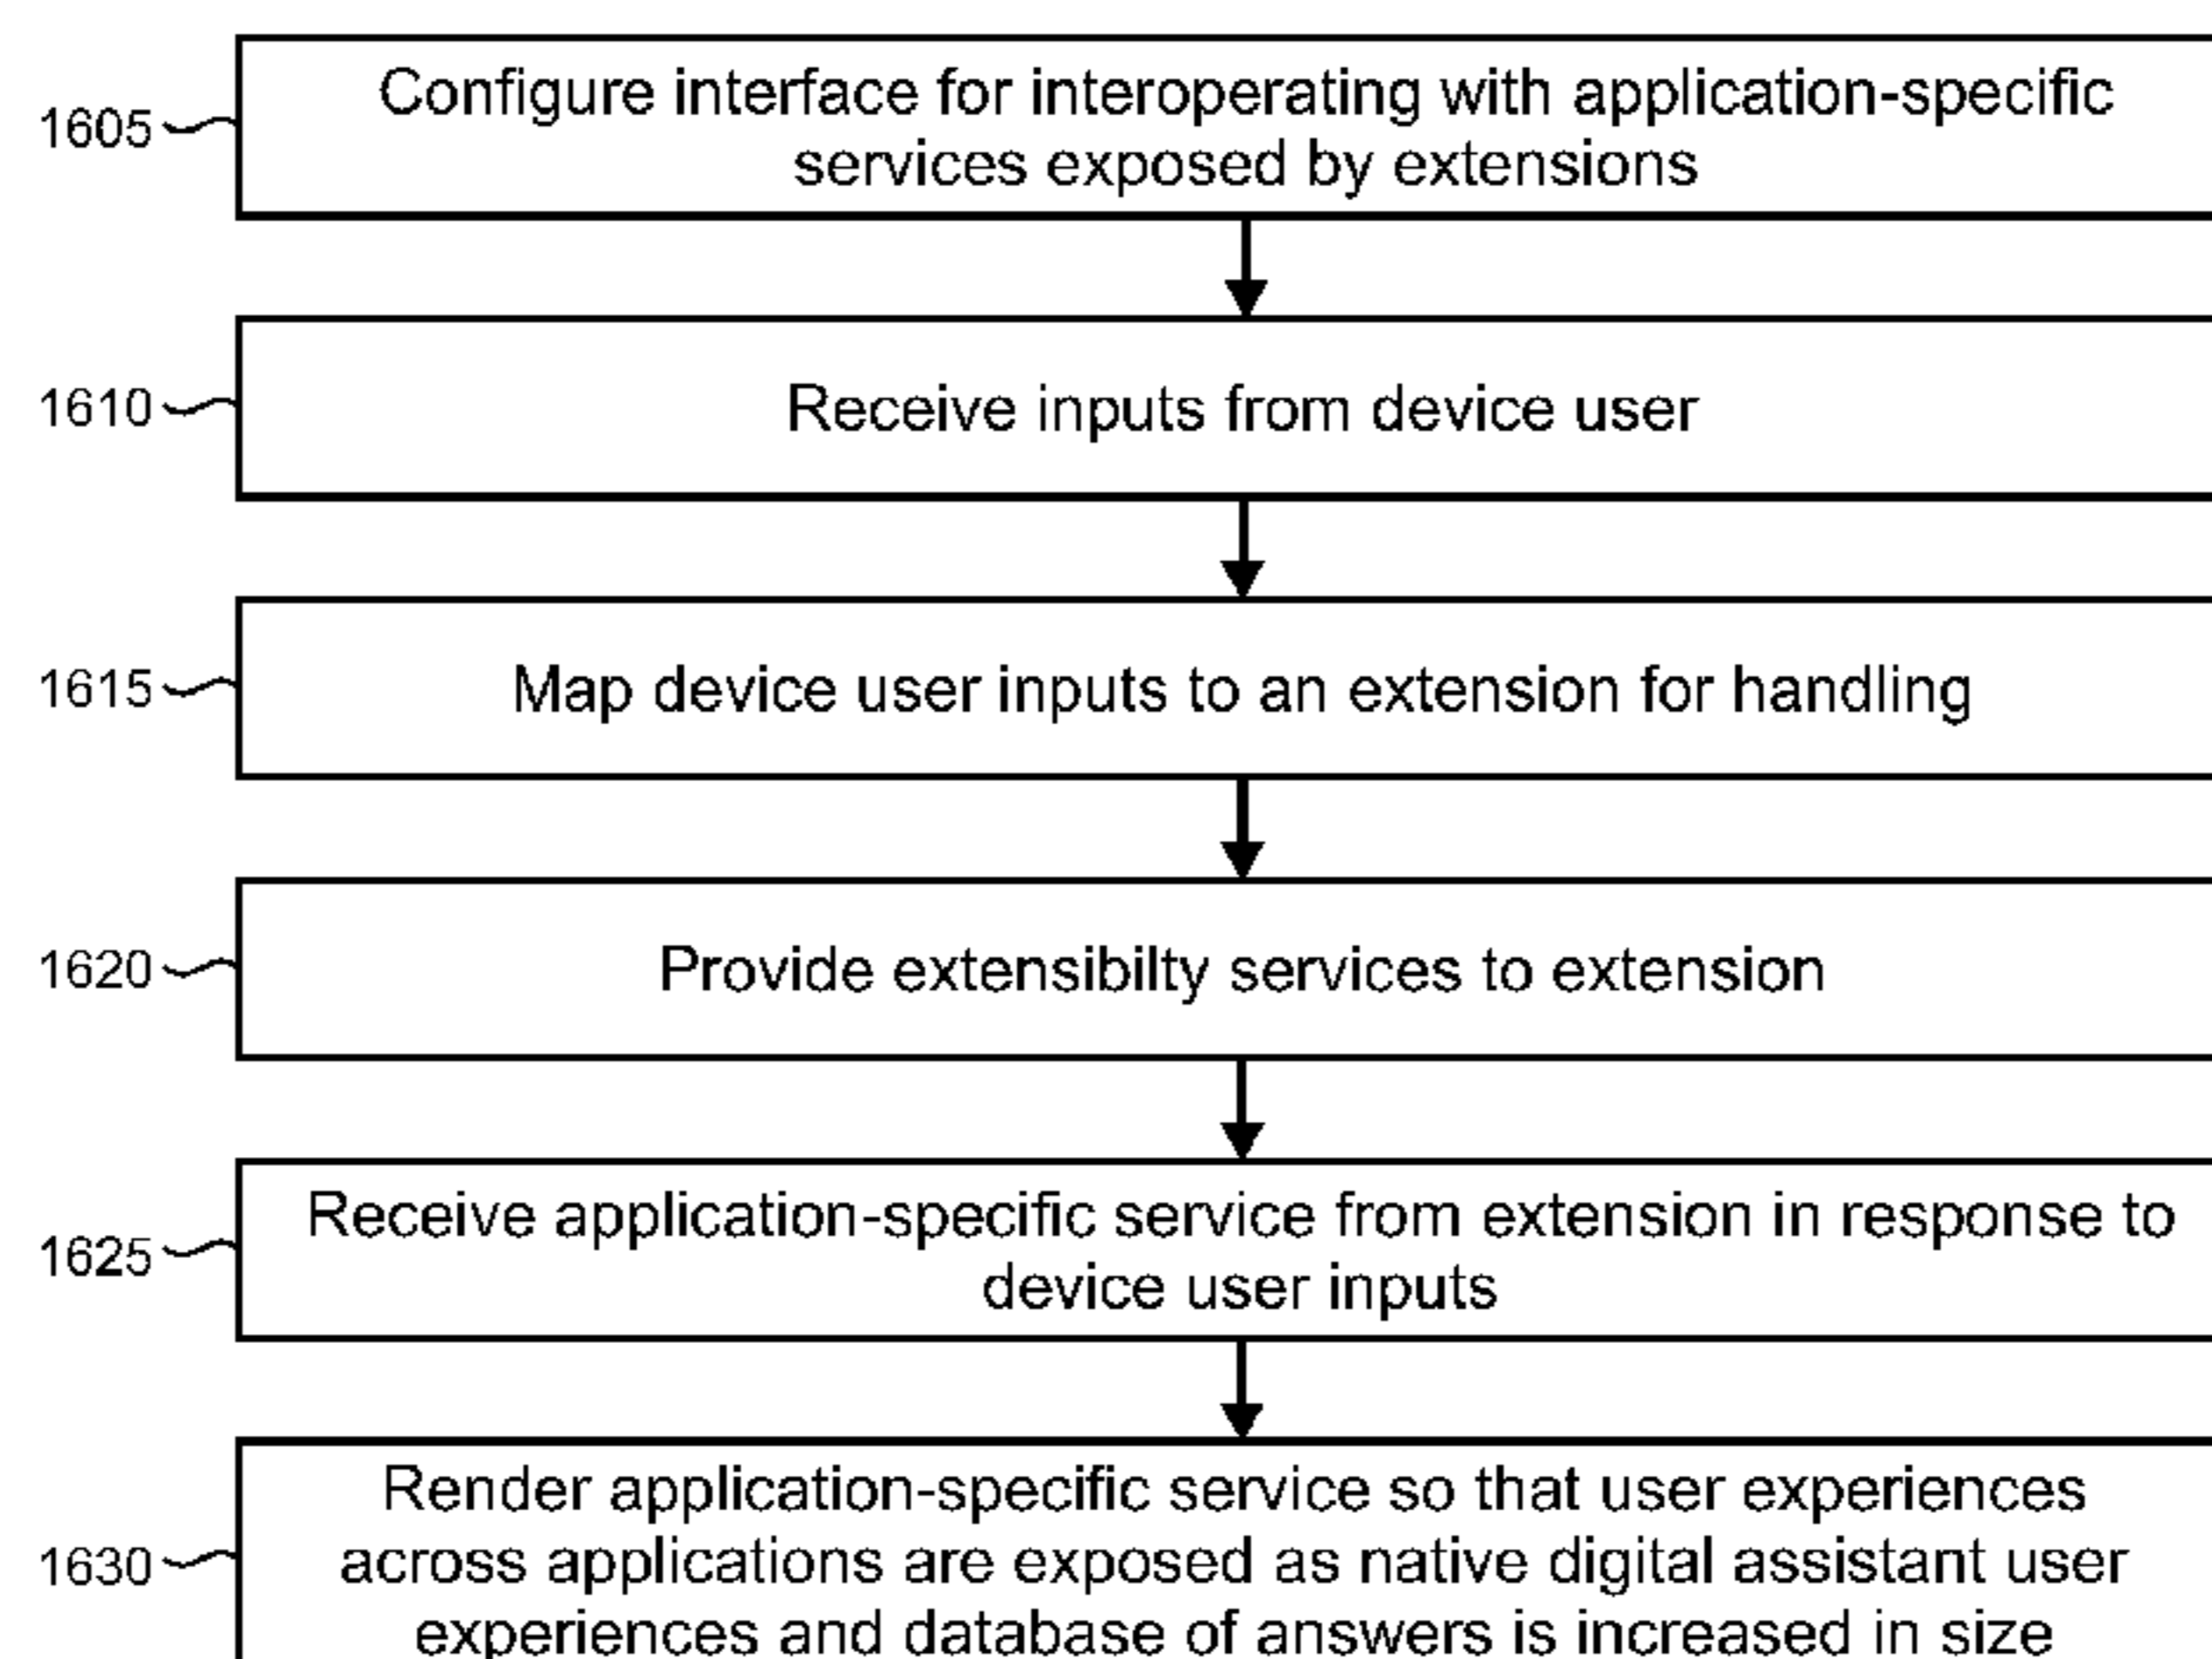 Configure interface for interoperating with application-specific
services exposed by extensions
1605
Receive inputs from device user
1610
Map device user inputs to an extension for handling
1615
Provide extensibilty services to extension
1620
Receive application-specific service from extension in response to
device user inputs
1625
Render application-specific service so that user experiences
across applications are exposed as native digital assistant user
experiences and database of answers is increased in size
1630